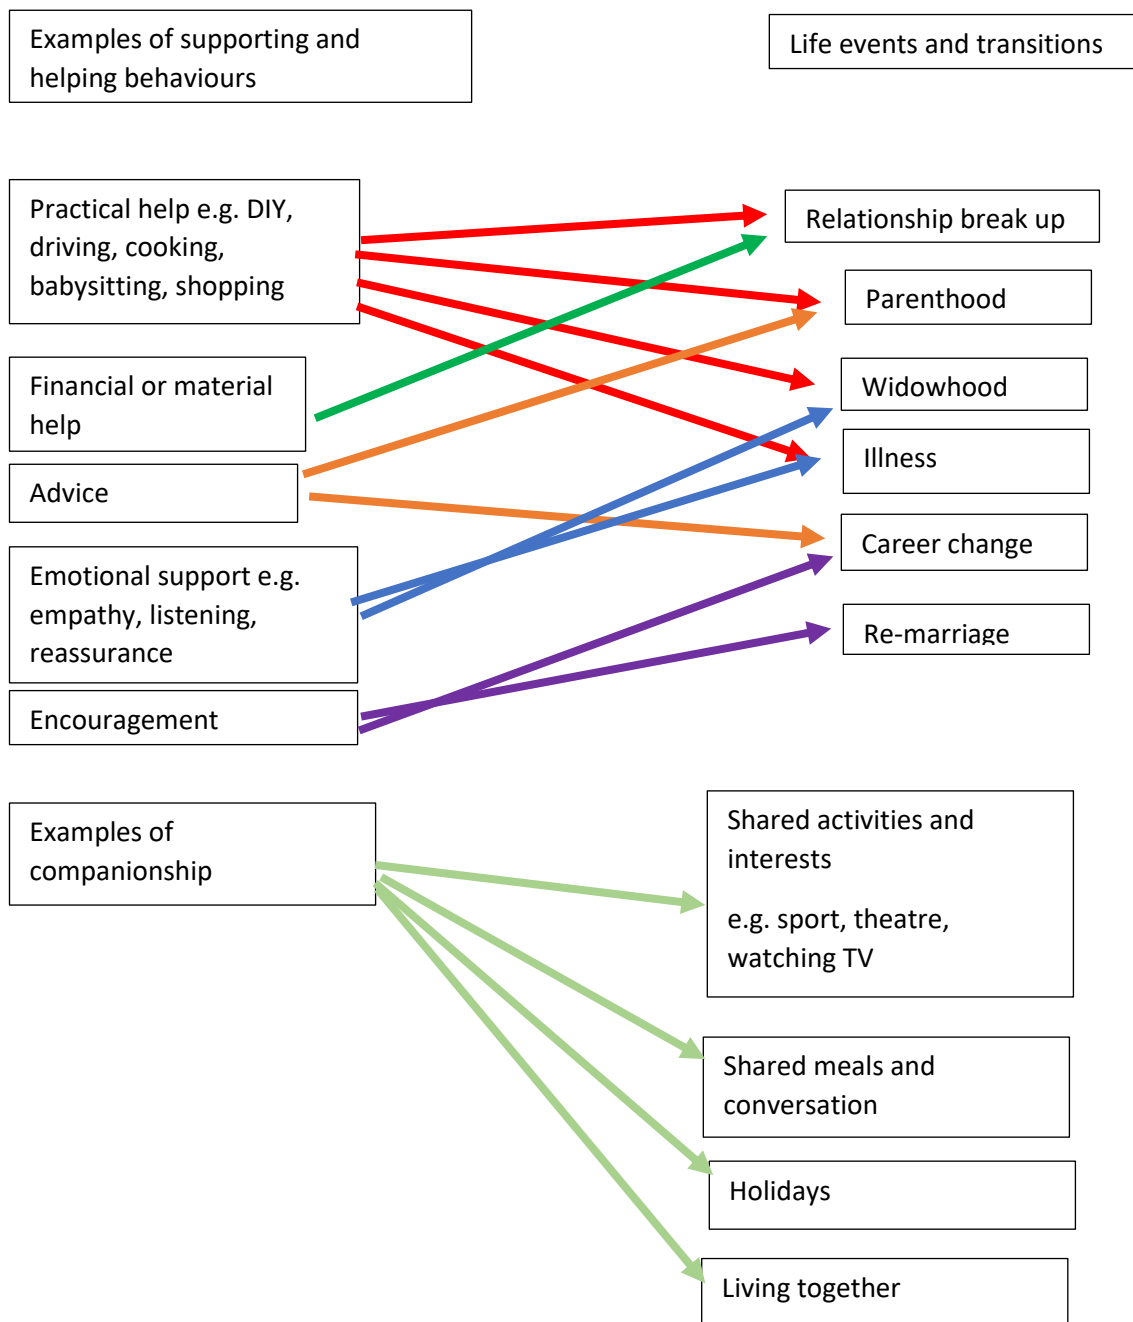 Examples of supporting and
helping behaviours
Life events and transitions
Practical help e.g. DIY,
driving, cooking,
babysitting, shopping
Relationship break up
Parenthood
Financial or material
help
Widowhood
Advice
Illness
Emotional support e.g.
empathy, listening,
reassurance
Career change
Re-marriage
Encouragement
Examples of
companionship
Shared activities and
interests
e.g. sport, theatre,
watching TV
Shared meals and
conversation
Holidays
Living together